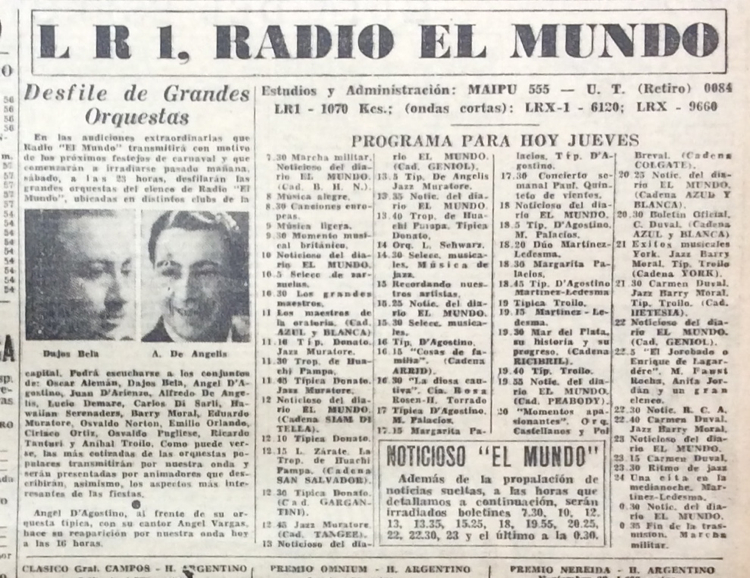 L R 1, RADIO EL MUNDO
Desfile de Grandes
Orquestas
En las audiciones extraordinarias que
Radio "El Mundo" transmitirá con motivo
de los próximos festejos de carnaval y que
comenzarán a irradiarse pasado mañana,
sábado, a las 23 horas, desfilarán las
grandes orquestas del elenco de Radio "El
Mundo", ubicadas en distintos clubs de la
Dajos Bela
A. De Angelis
capital. Podrá escucharse a los conjuntos
de: Oscar Alemán, Dajos Bela, Angel D'A-
gostino, Juan D'Arienzo, Alfredo De Ange-
lis, Lucio Demare, Carlos Di Sarli, Ha-
waiian Serenaders, Barry Moral, Eduardo
Muratore, Osvaldo Norton, Emilio Orlando,
Ciriaco Ortiz, Osvaldo Pugliese, Ricardo
Tanturi y Anibal Troilo. Como puede ver-
se, las más cotizadas de las orquestas po-
pulares transmitirán por nuestra onda y
serán presentadas por animadores que des-
cribirán, asimismo, los aspectos más inte-
resantes de las fiestas.
Angel D'Agostino, al frente de su or-
questa típica, con su cantor Angel Vargas,
hace su reaparición por nuestra onda hoy
a las 16 horas.
Estudios y Administración: MAIPU 555 — U. T. (Retiro) 0084
LR1 - 1070 Kcs.; (ondas cortas): LRX-1 - 6120; LRX - 9660
PROGRAMA PARA HOY JUEVES
7.30 Marcha militar.
Noticioso del dia-
rio EL MUNDO.
(Cad. B. H. N.)
8 Música alegre.
8.30 Canciones euro-
peas.
9 Música ligera.
9.30 Momento musi-
cal británico.
10 Noticioso del dia-
rio EL MUNDO.
10.5 Selecc. de zar-
zuelas.
10.30 Los grandes
maestros.
11 Los maestros de
la oratoria. (Cad.
AZUL y BLANCA)
11.10 Tip. Donato.
Jazz Muratore.
11.30 Trop. de Hua-
chi Pampa.
11.45 Típica Donato.
Jazz Muratore.
12 Noticioso del dia-
rio EL MUNDO
(Cad. SIAM DI
TELLA).
12.10 Típica Donato.
12.15 L. Zárate. La
Trop. de Huachi
Pampa. (Cadena
SAN SALVADOR)
12.36 Típica Donato.
(Cad. GARGAN-
TINI).
12.45 Jazz Muratore.
(Cad. TANGEE).
13 Noticioso del dia-
rio EL MUNDO.
(Cad. GENIOL).
13.5 Tip. De Angelis
Jazz Muratore.
13.35 Notic. del dia-
rio EL MUNDO.
13.40 Trop. de Hua-
chi Pampa. Típica
Donato.
14 Orq. L. Schwarz.
14.30 Selecc. musica-
les. Música de
jazz.
15 Recordando nues-
tros artistas.
15.25 Notic. del dia-
rio EL MUNDO.
15.30 Selecc. musica-
les.
16 Tip. D'Agostino.
16.15 "Cosas de fa-
milia". (Cadena
ARRID).
16.30 "La diosa cau-
tiva". Cía. Rosa
Rosen-H. Torrado
17 Típica D'Agostino.
M. Palacios.
17.15 Margarita Pa-
lacios, Tip. D'A-
gostino.
17.30 Concierto se-
manal Paul. Quin-
teto de vientos.
18 Noticioso del dia-
rio EL MUNDO.
18.5 Tip. D'Agostino.
M. Palacios.
18.20 Dúo Martínez-
Ledesma.
18.30 Margarita Pa-
lacios.
18.45 Tip. D'Agostino
Martínez-Ledesma
19 Típica Troilo.
19.15 Martínez-Le-
desma.
19.30 Mar del Plata,
su historia y su
progreso. (Cadena
RICHBRIL).
19.40 Tip. Troilo.
19.55 Notic. del dia-
rio EL MUNDO.
(Cad. PEABODY).
20 "Momentos apa-
sionantes". Orq.
Castellanos y Pol
Breval. (Cadena
COLGATE).
20.25 Notic. del dia-
rio EL MUNDO.
(Cadena AZUL Y
BLANCA).
20.30 Boletín Oficial.
C. Duval. (Cadena
AZUL y BLANCA).
21 Exitos musicales
York. Jazz Barry
Moral. Tip. Troilo.
(Cadena YORK).
21.30 Carmen Duval.
Jazz Barry Moral.
Tip. Troilo. (Cad.
HETESIA).
22 Noticioso del dia-
rio EL MUNDO.
(Cad. GENIOL).
22.5 "El Jorobado o
Enrique de Lagar-
dére". M. Faust
Rocha, Anita Jor-
dán y un gran
elenco.
22.30 Notic. R. C. A.
22.40 Carmen Duval.
Jazz Barry Moral.
23 Noticioso del dia-
rio EL MUNDO.
23.15 Carmen Duval.
23.30 Ritmo de jazz
24 Una cita en la
medianoche, Mar-
tínez-Ledesma.
0.30 Notic. del dia-
rio EL MUNDO.
0.35 Fin de la tras-
misión. Marcha
militar.
NOTICIOSO "EL MUNDO"
Además de la propalación de
noticias sueltas, a las horas que
detallamos a continuación, serán
irradiados boletines 7.30, 10, 12.
13, 13.35, 15.25, 18, 19.55, 20.25,
22, 22.30, 23 y el último a la 0.30.
CLASICO Gral. CAMPOS - H. ARGENTINO
PREMIO OMNIUM - H. ARGENTINO
PREMIO NEREIDA - H. ARGENTINO